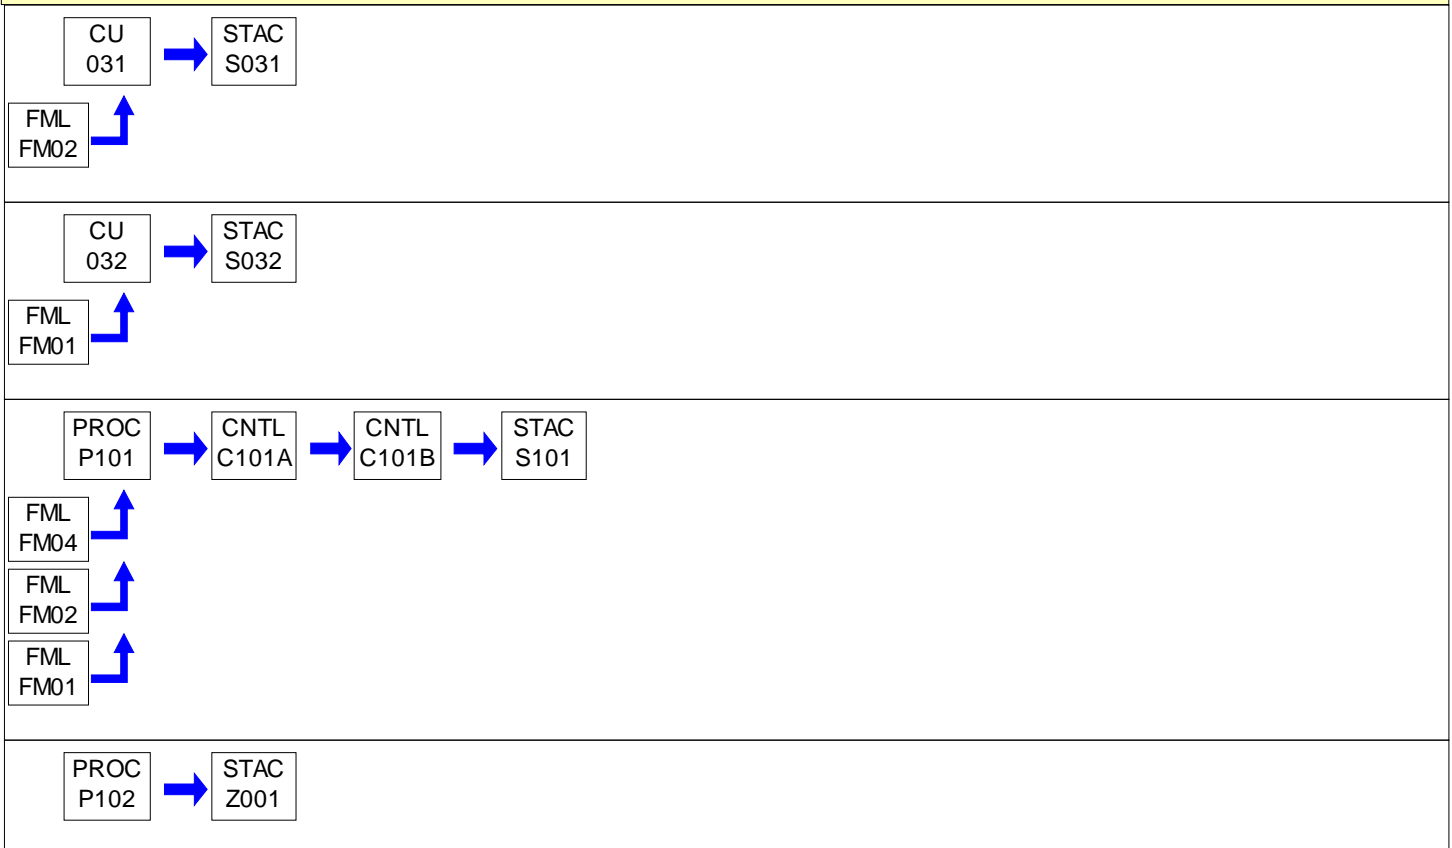 CU
031
STAC
S031
FML
FM02
CU
032
STAC
S032
FML
FM01
PROC
P101
CNTL
C101A
CNTL
C101B
STAC
S101
FML
FM04
FML
FM02
FML
FM01
PROC
P102
STAC
Z001